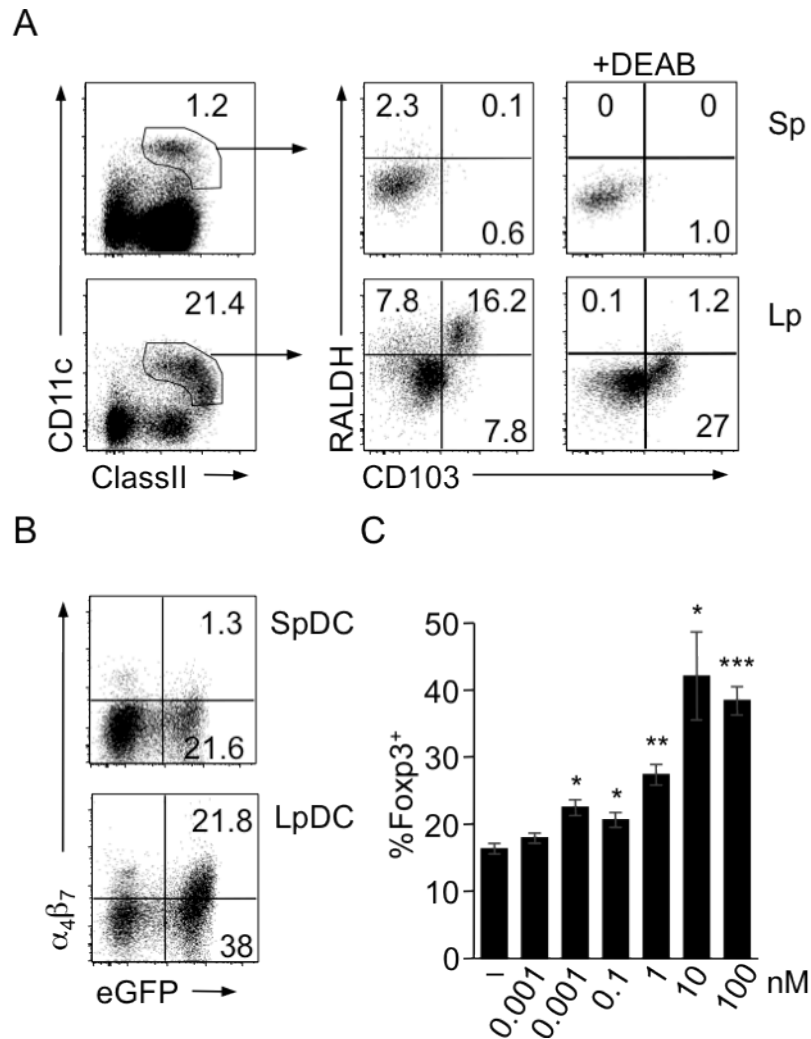 A
+DEAB
1.2
2.3 0.1
0 0
Sp
0.6
1.0
21.4
7.8 16.2
0.1 1.2
Lp
7.8
27
CD11c
RALDH
ClassII
CD103
B
C
1.3
SpDC
21.6
21.8
LpDC
38
α4β7
eGFP
%Foxp3+
50
40
30
20
10
0
*
*
**
*
***
– 0.001 0.001 0.1 1 10 100 nM